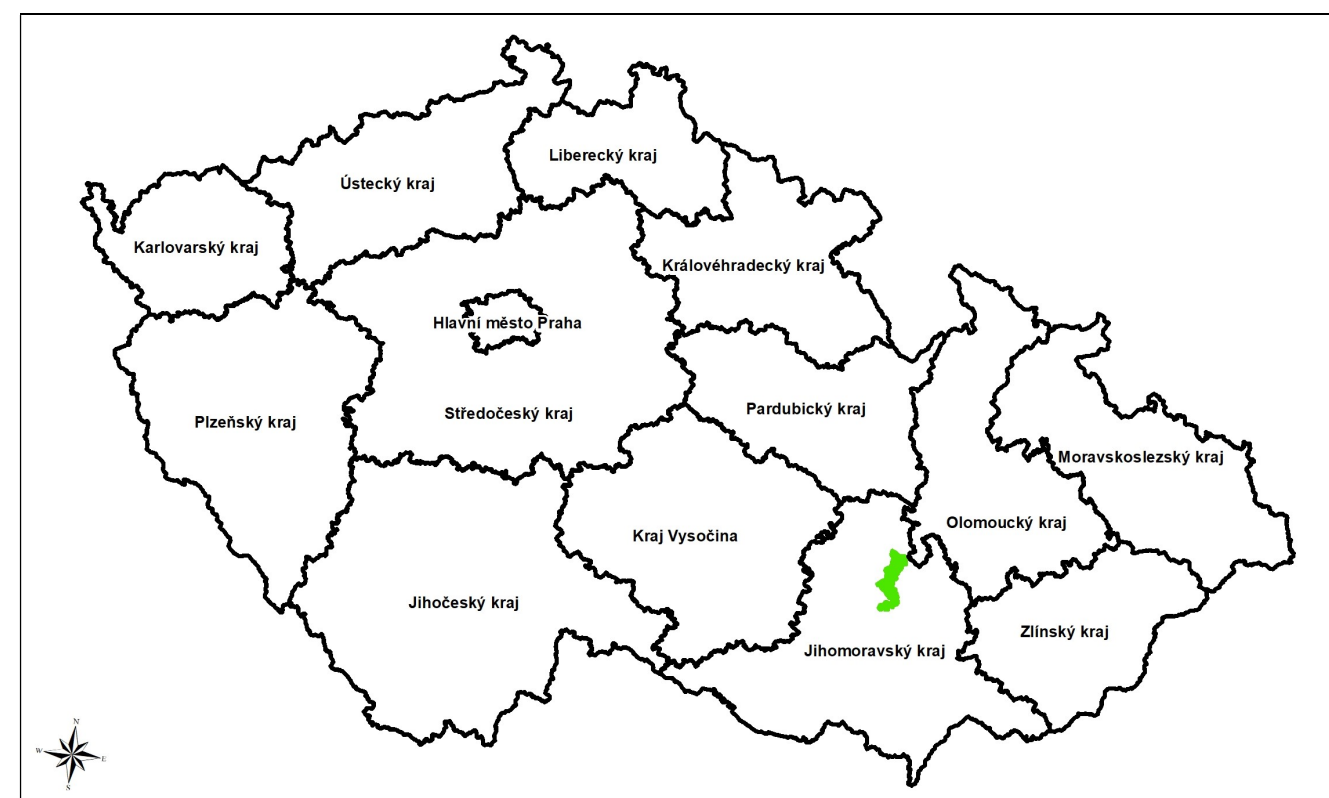 Liberecký kraj
Ústecký kraj
Karlovarský kraj
Královéhradecký kraj
Hlavní město Praha
Pardubický kraj
Středočeský kraj
Plzeňský kraj
Moravskoslezský kraj
Olomoucký kraj
Kraj Vysočina
Jihočeský kraj
Zlínský kraj
Jihomoravský kraj
N
W
E
S